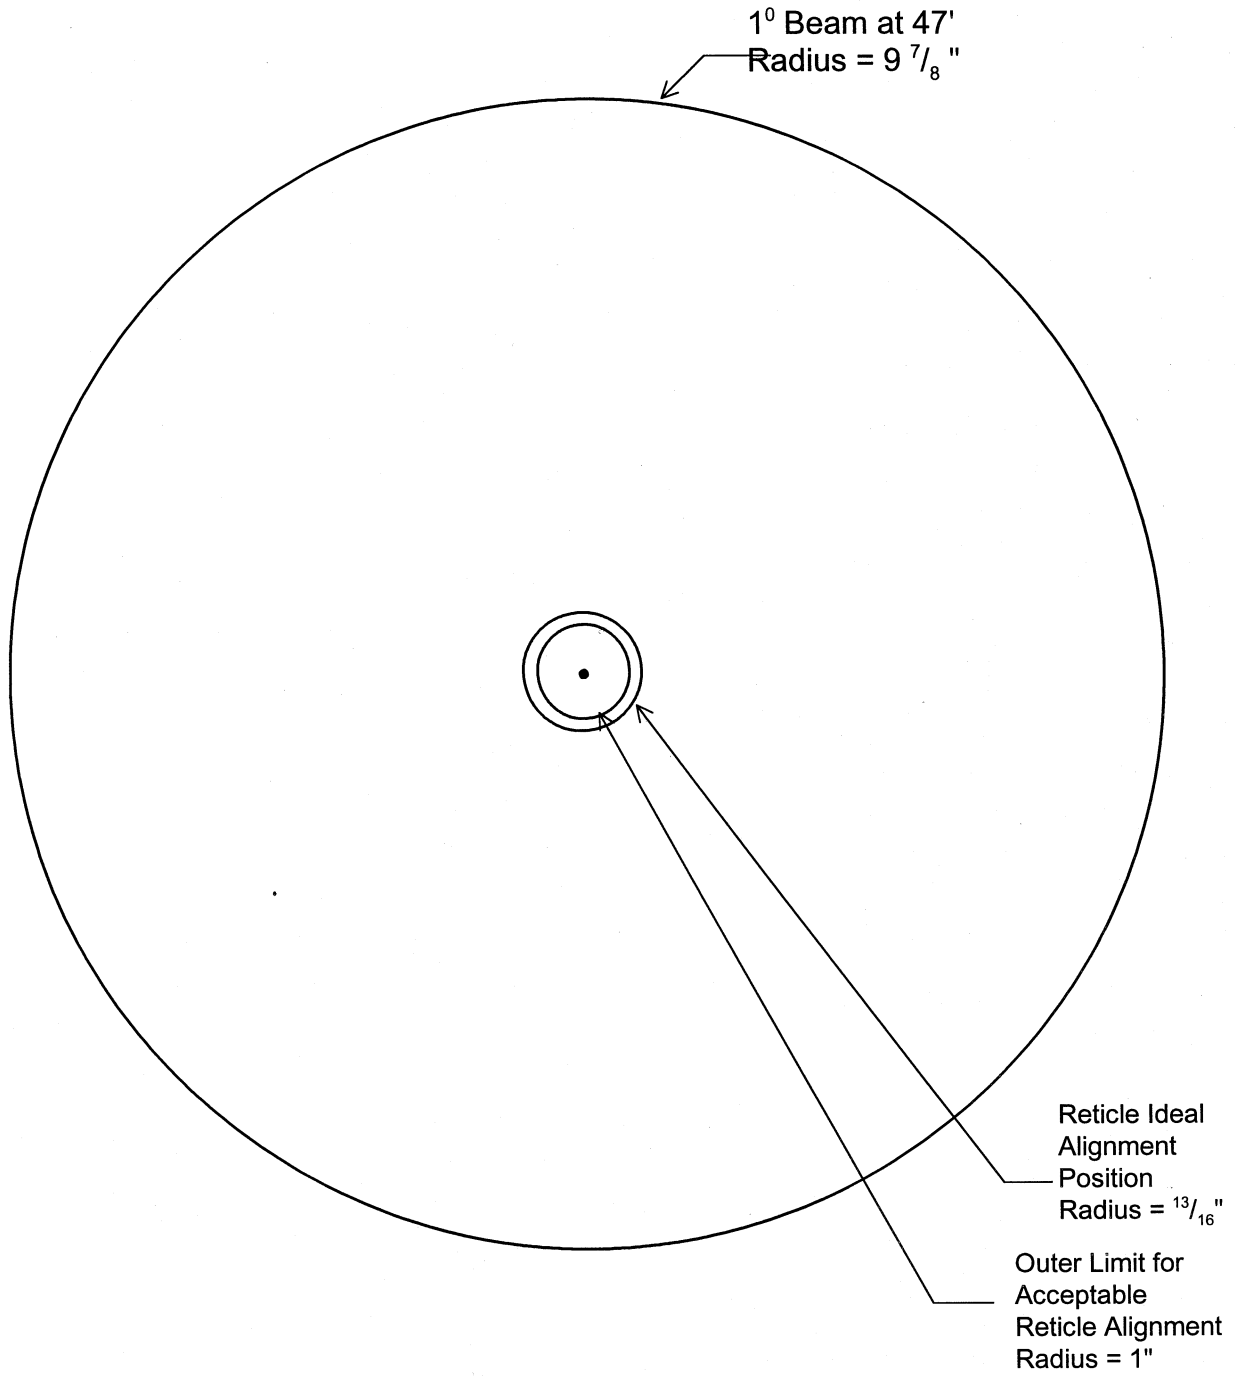 1⁰ Beam at 47'
Radius = 9 ⁷/₈ "
Reticle Ideal
Alignment
Position
Radius = ¹³/₁₆"
Outer Limit for
Acceptable
Reticle Alignment
Radius = 1"